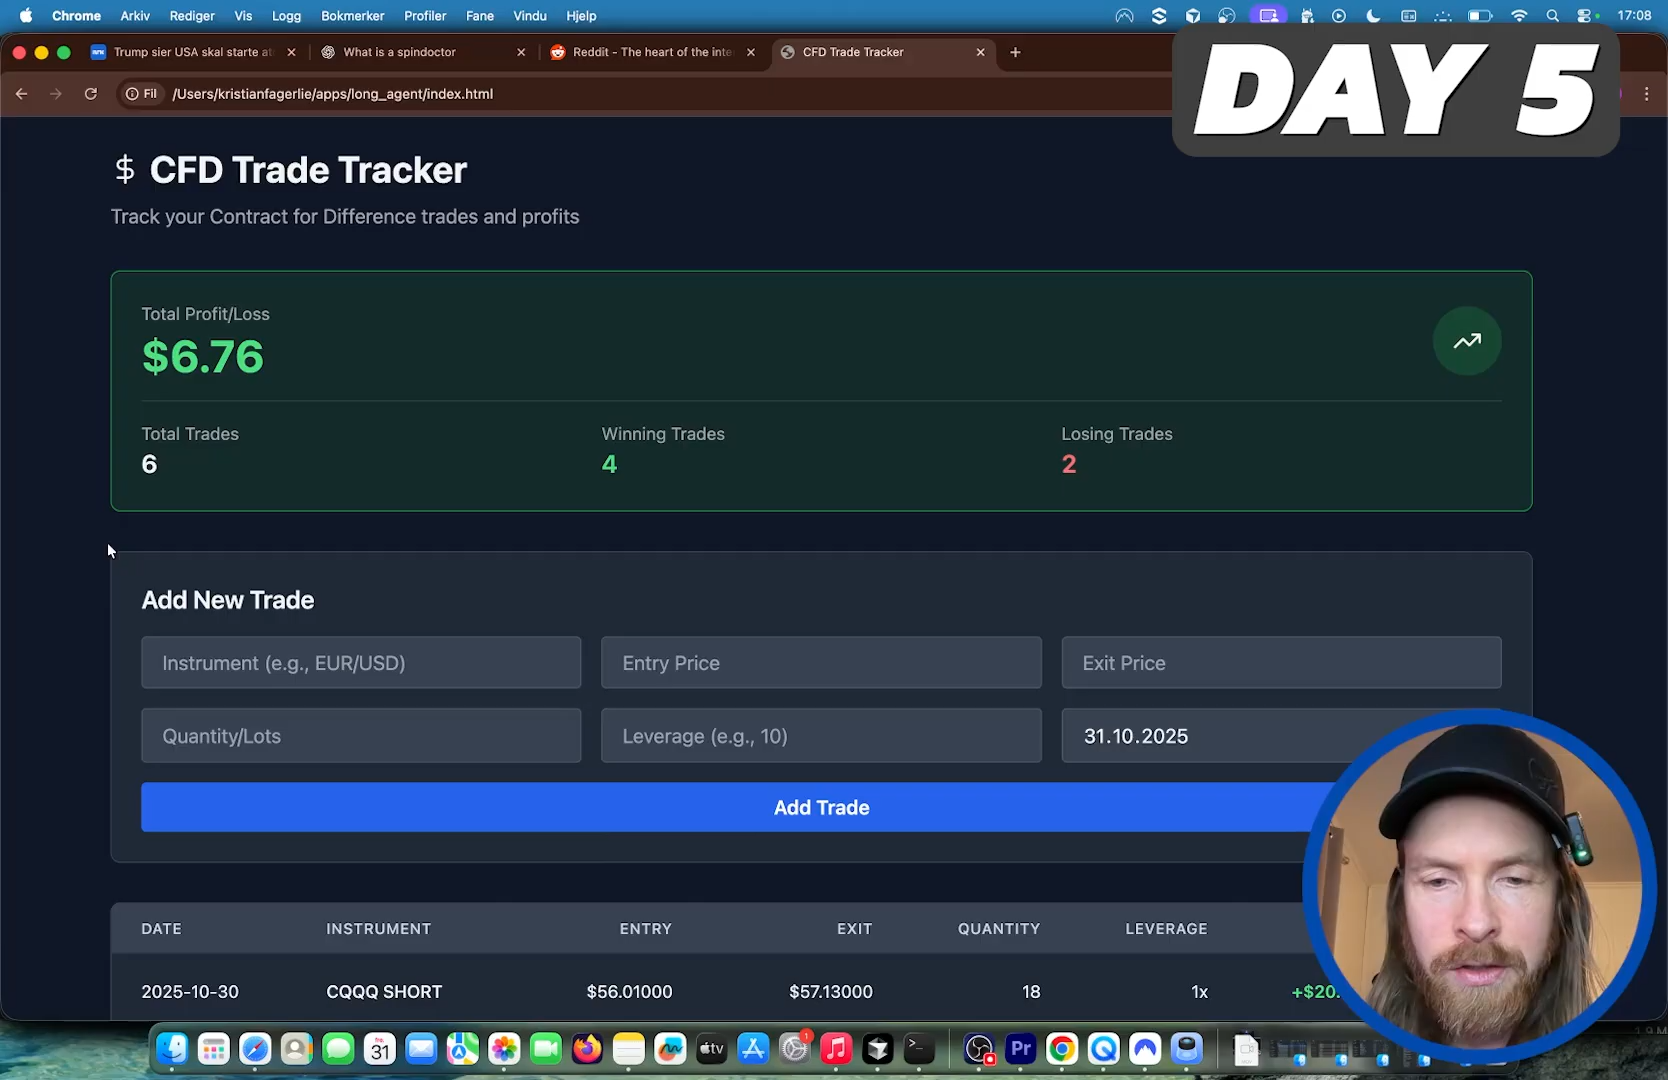 Chrome Arkiv Rediger Vis Logg Bokmerker Profiler Fane Vindu Hjelp 17:08
Trump sier USA skal starte
What is a spindoctor
Reddit - The heart of the inte
CFD Trade Tracker
DAY 5
Fil /Users/kristianfagerlie/apps/long_agent/index.html
$ CFD Trade Tracker
Track your Contract for Difference trades and profits
Total Profit/Loss
$6.76
Total Trades Winning Trades Losing Trades
6 4 2
Add New Trade
Instrument (e.g., EUR/USD) Entry Price Exit Price
Quantity/Lots Leverage (e.g., 10) 31.10.2025
Add Trade
DATE INSTRUMENT ENTRY EXIT QUANTITY LEVERAGE
2025-10-30 CQQQ SHORT $56.01000 $57.13000 18 1x +$20.
31
tv
1
Pr